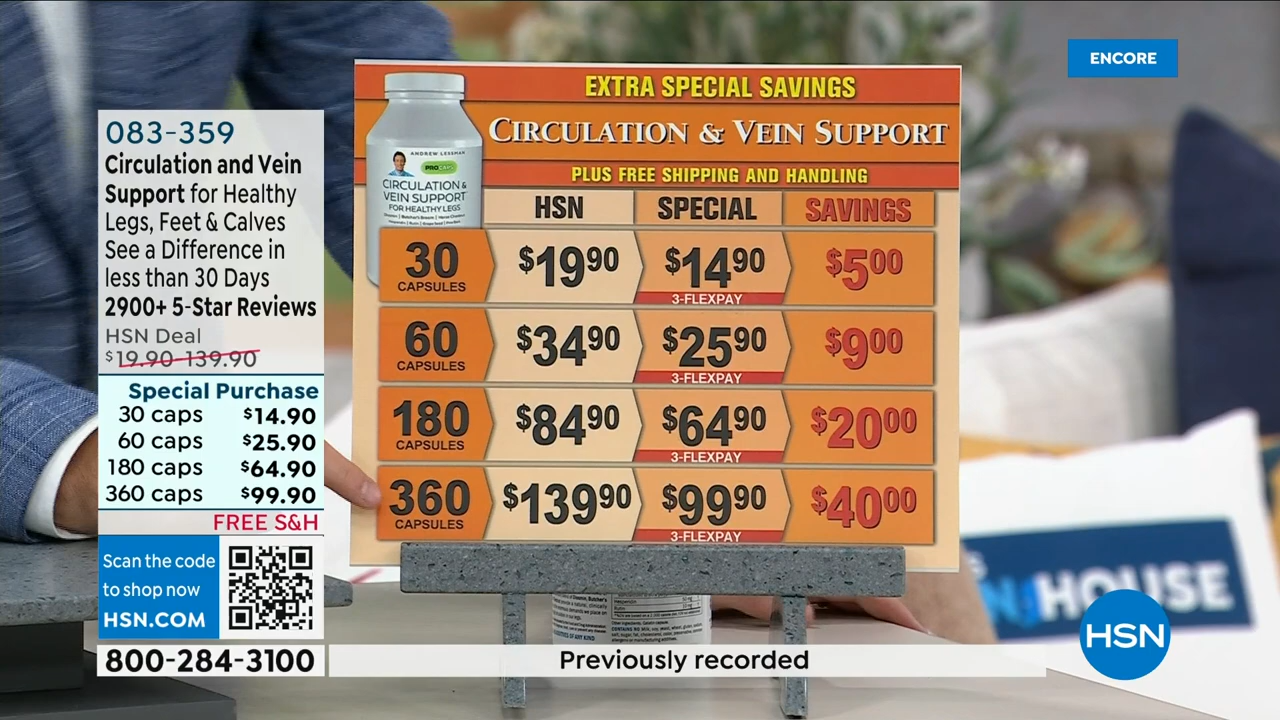 ENCORE
083-359
Circulation and Vein
Support for Healthy
Legs, Feet & Calves
See a Difference in
less than 30 Days
2900+ 5-Star Reviews
HSN Deal
$19.90-139.90
Special Purchase
30 caps $14.90
60 caps $25.90
180 caps $64.90
360 caps $99.90
FREE S&H
Scan the code
to shop now
HSN.COM
800-284-3100
Previously recorded
EXTRA SPECIAL SAVINGS
CIRCULATION & VEIN SUPPORT
PLUS FREE SHIPPING AND HANDLING
HSN SPECIAL SAVINGS
30 CAPSULES $19.90 $14.90 3-FLEXPAY $5.00
60 CAPSULES $34.90 $25.90 3-FLEXPAY $9.00
180 CAPSULES $84.90 $64.90 3-FLEXPAY $20.00
360 CAPSULES $139.90 $99.90 3-FLEXPAY $40.00
ANDREW LESSMAN
PROCAPS
CIRCULATION &
VEIN SUPPORT
FOR HEALTHY LEGS
HOUSE
HSN